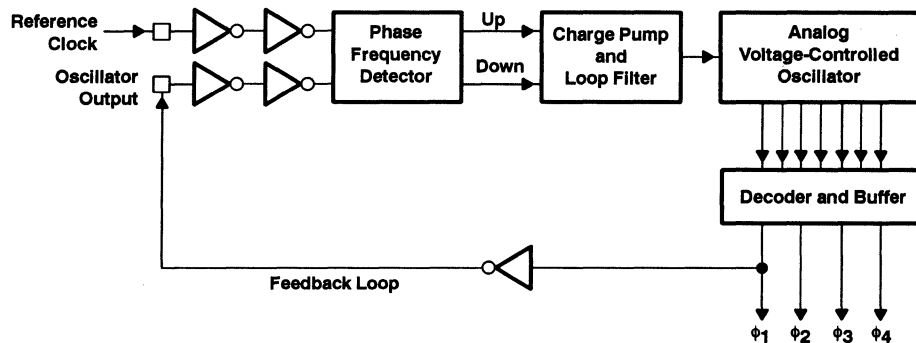 Reference
Clock
Oscillator
Output
Phase
Frequency
Detector
Up
Down
Charge Pump
and
Loop Filter
Analog
Voltage-Controlled
Oscillator
Decoder and Buffer
Feedback Loop
ϕ1 ϕ2 ϕ3 ϕ4